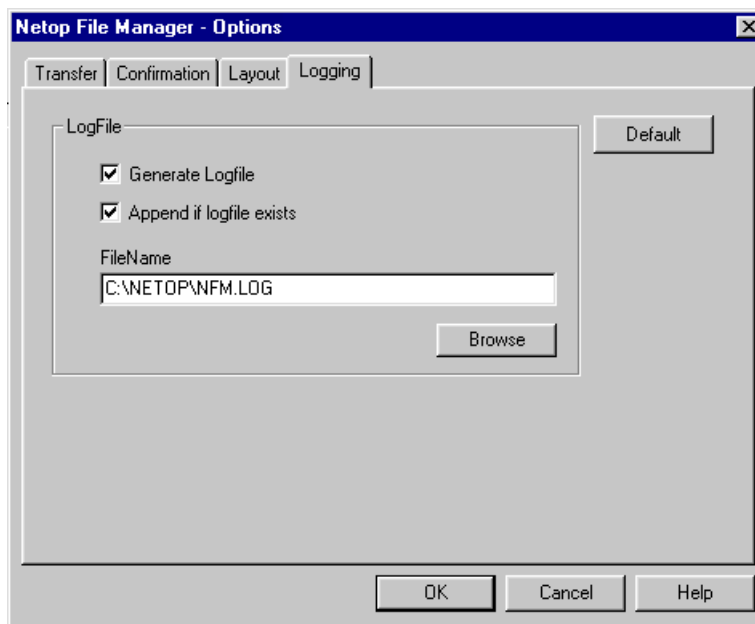 Netop File Manager - Options
Transfer Confirmation Layout Logging
LogFile
Default
Generate Logfile
Append if logfile exists
FileName
C:\NETOP\NFM.LOG
Browse
OK Cancel Help